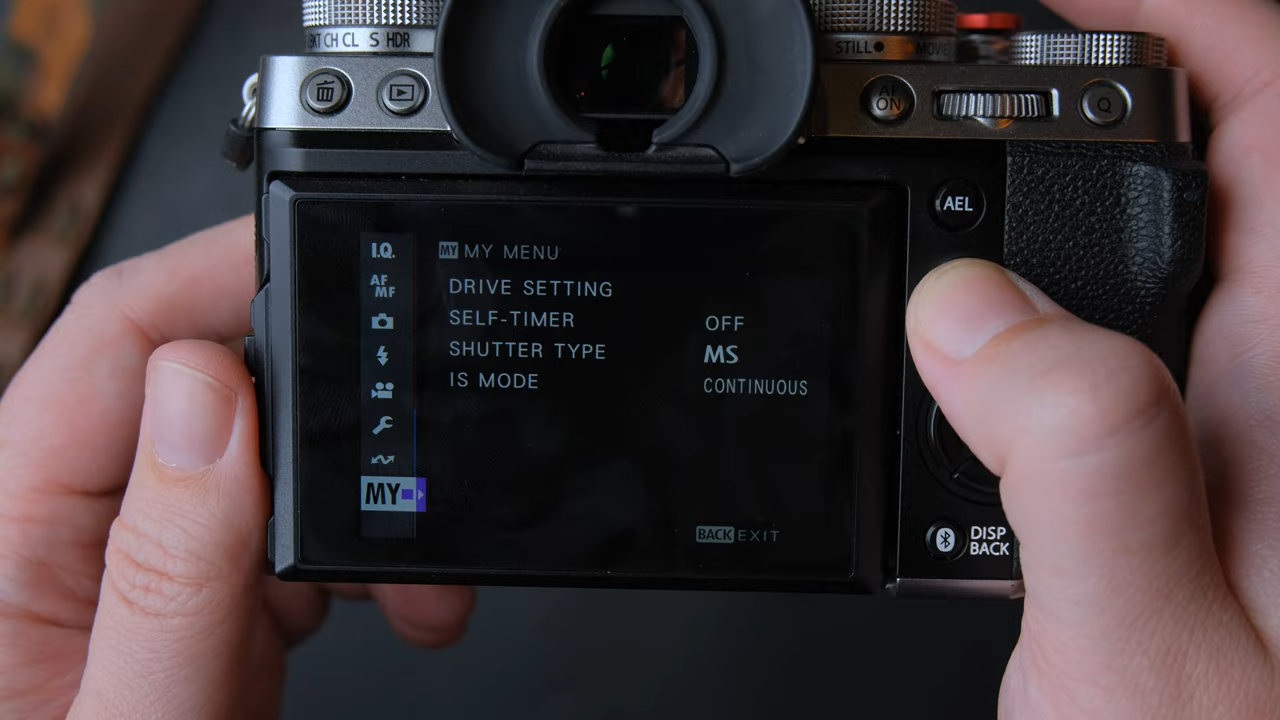 BKT CH CL S HDR
STILL MOVIE
AF
ON
Q
AEL
I.Q.
MY MY MENU
AF
MF
DRIVE SETTING
SELF-TIMER OFF
SHUTTER TYPE MS
IS MODE CONTINUOUS
MY
BACK EXIT
DISP
BACK